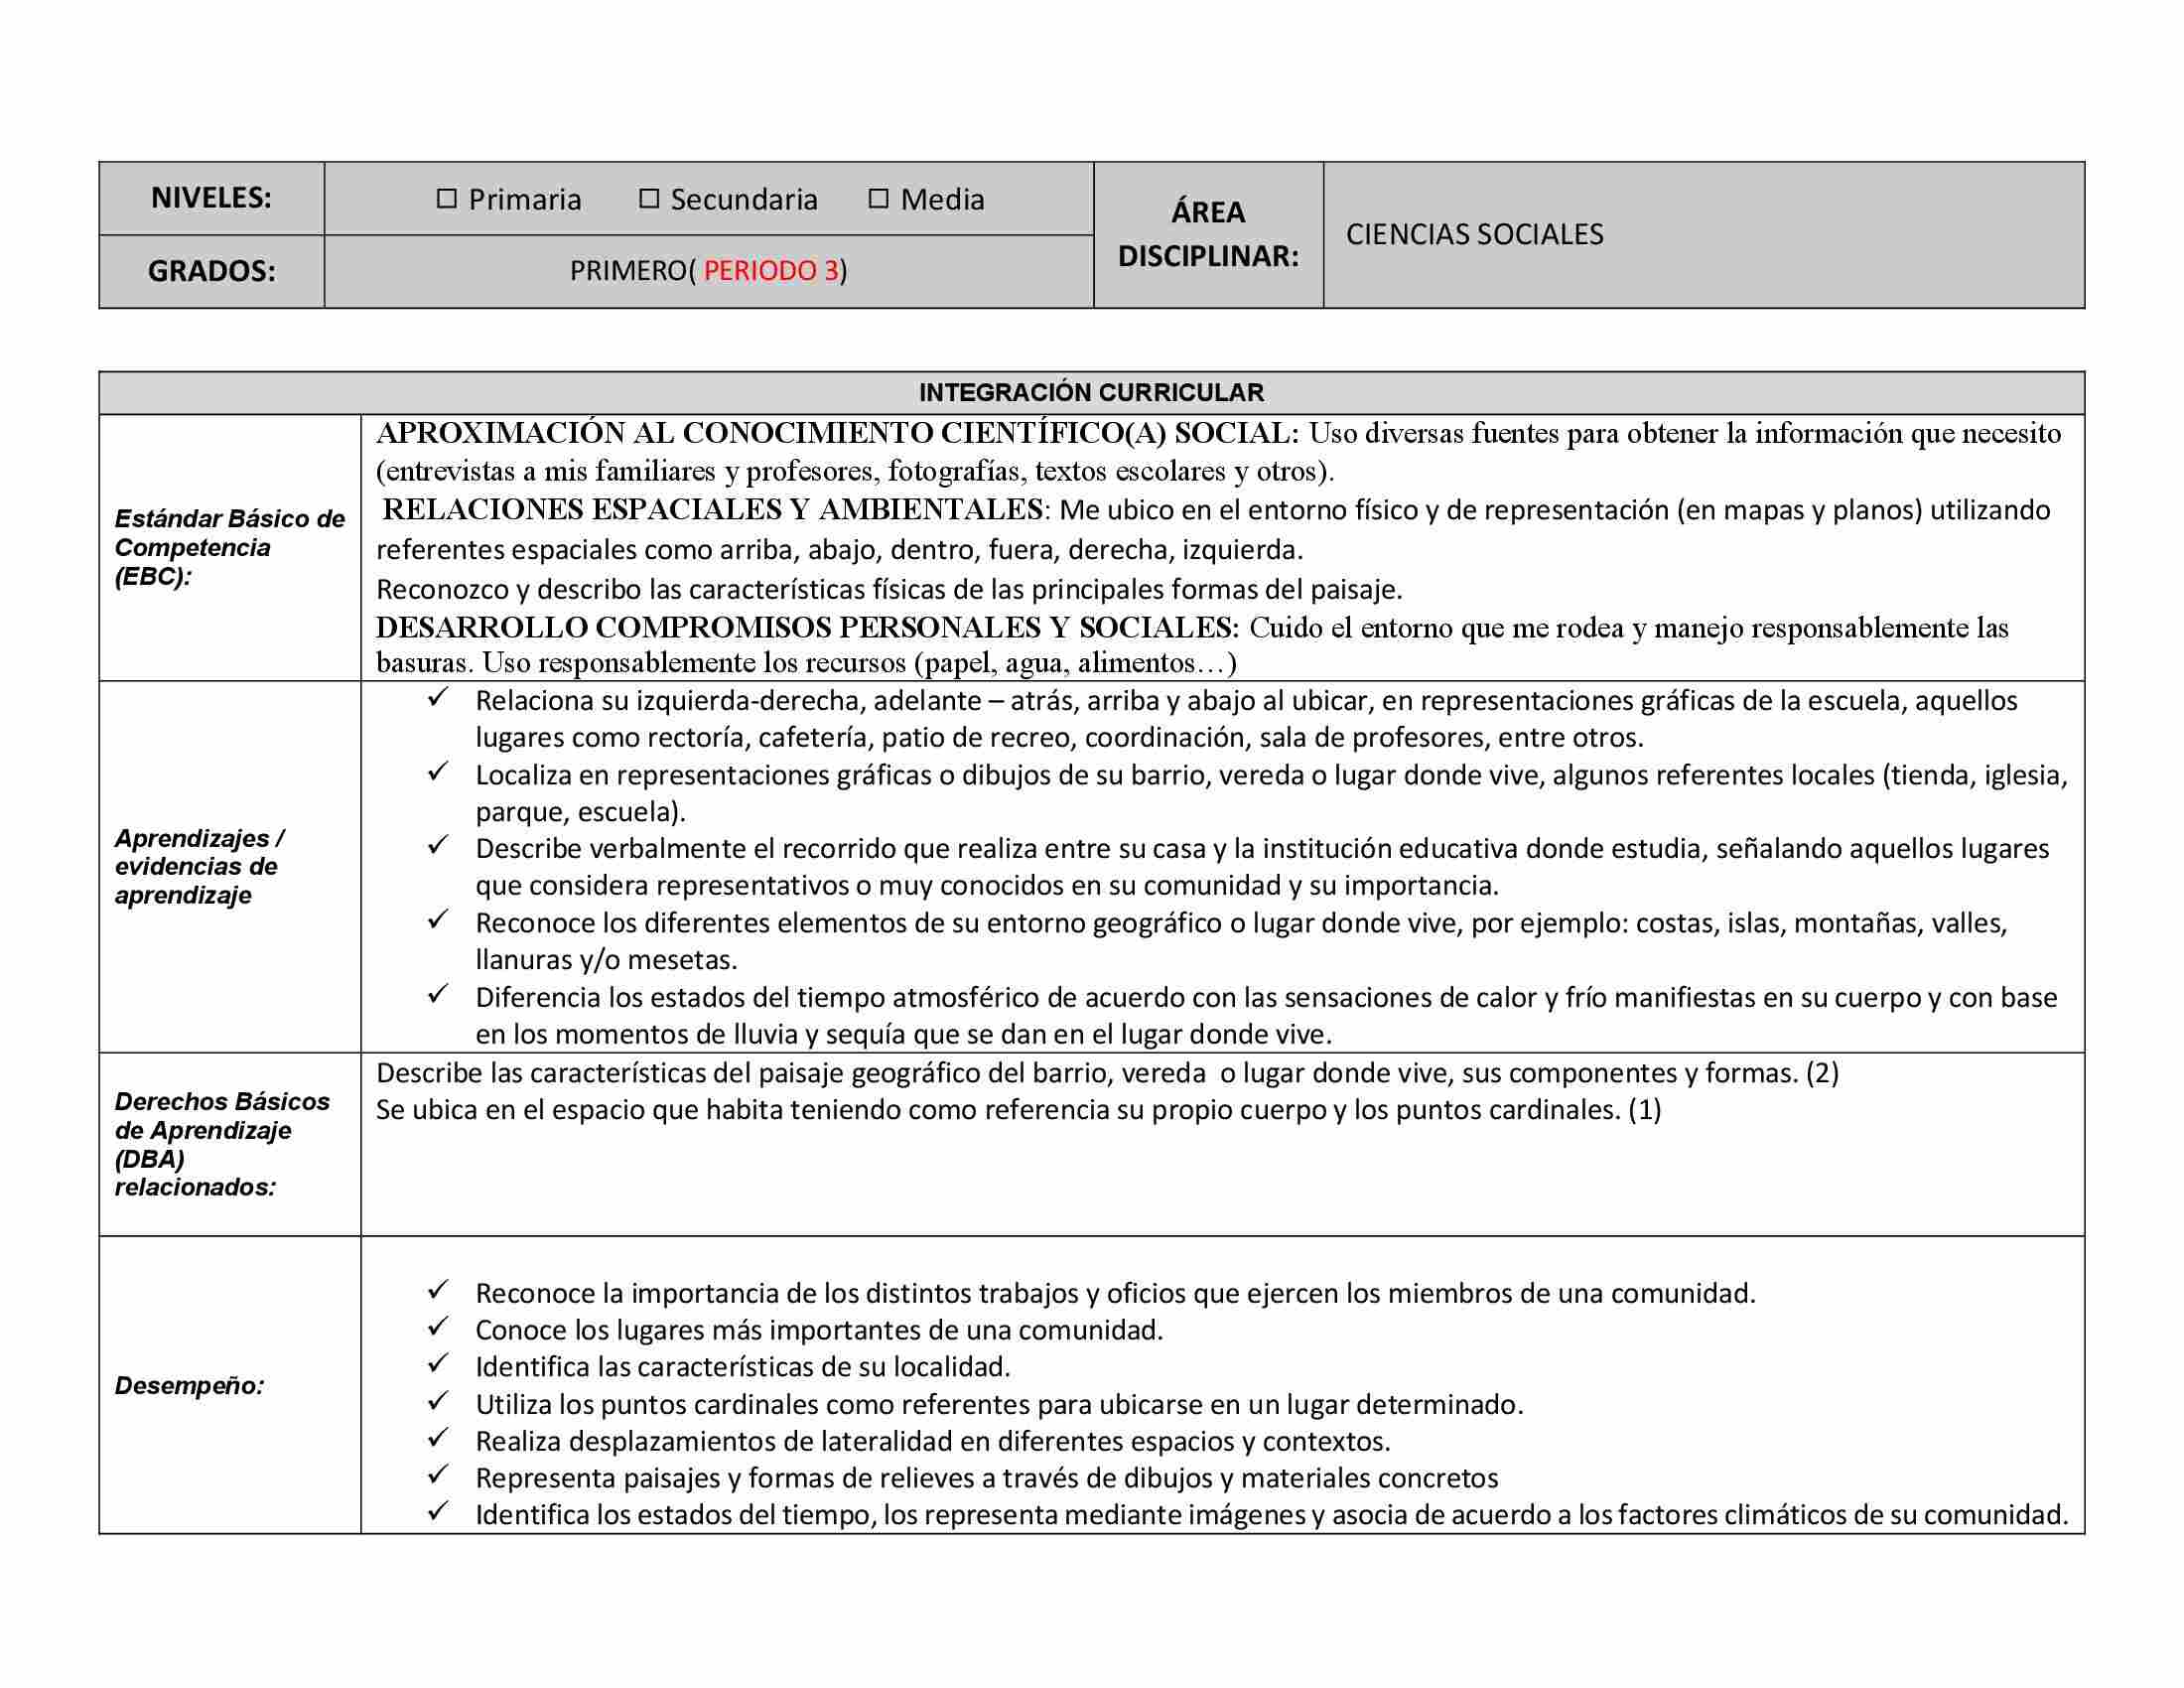 NIVELES: ☐ Primaria ☐ Secundaria ☐ Media
ÁREA DISCIPLINAR: CIENCIAS SOCIALES
GRADOS: PRIMERO( PERIODO 3)
INTEGRACIÓN CURRICULAR
Estándar Básico de
Competencia
(EBC):
APROXIMACIÓN AL CONOCIMIENTO CIENTÍFICO(A) SOCIAL: Uso diversas fuentes para obtener la información que necesito
(entrevistas a mis familiares y profesores, fotografías, textos escolares y otros).
RELACIONES ESPACIALES Y AMBIENTALES: Me ubico en el entorno físico y de representación (en mapas y planos) utilizando
referentes espaciales como arriba, abajo, dentro, fuera, derecha, izquierda.
Reconozco y describo las características físicas de las principales formas del paisaje.
DESARROLLO COMPROMISOS PERSONALES Y SOCIALES: Cuido el entorno que me rodea y manejo responsablemente las
basuras. Uso responsablemente los recursos (papel, agua, alimentos…)
Aprendizajes /
evidencias de
aprendizaje
✓ Relaciona su izquierda-derecha, adelante – atrás, arriba y abajo al ubicar, en representaciones gráficas de la escuela, aquellos
lugares como rectoría, cafetería, patio de recreo, coordinación, sala de profesores, entre otros.
✓ Localiza en representaciones gráficas o dibujos de su barrio, vereda o lugar donde vive, algunos referentes locales (tienda, iglesia,
parque, escuela).
✓ Describe verbalmente el recorrido que realiza entre su casa y la institución educativa donde estudia, señalando aquellos lugares
que considera representativos o muy conocidos en su comunidad y su importancia.
✓ Reconoce los diferentes elementos de su entorno geográfico o lugar donde vive, por ejemplo: costas, islas, montañas, valles,
llanuras y/o mesetas.
✓ Diferencia los estados del tiempo atmosférico de acuerdo con las sensaciones de calor y frío manifiestas en su cuerpo y con base
en los momentos de lluvia y sequía que se dan en el lugar donde vive.
Derechos Básicos
de Aprendizaje
(DBA)
relacionados:
Describe las características del paisaje geográfico del barrio, vereda o lugar donde vive, sus componentes y formas. (2)
Se ubica en el espacio que habita teniendo como referencia su propio cuerpo y los puntos cardinales. (1)
Desempeño:
✓ Reconoce la importancia de los distintos trabajos y oficios que ejercen los miembros de una comunidad.
✓ Conoce los lugares más importantes de una comunidad.
✓ Identifica las características de su localidad.
✓ Utiliza los puntos cardinales como referentes para ubicarse en un lugar determinado.
✓ Realiza desplazamientos de lateralidad en diferentes espacios y contextos.
✓ Representa paisajes y formas de relieves a través de dibujos y materiales concretos
✓ Identifica los estados del tiempo, los representa mediante imágenes y asocia de acuerdo a los factores climáticos de su comunidad.